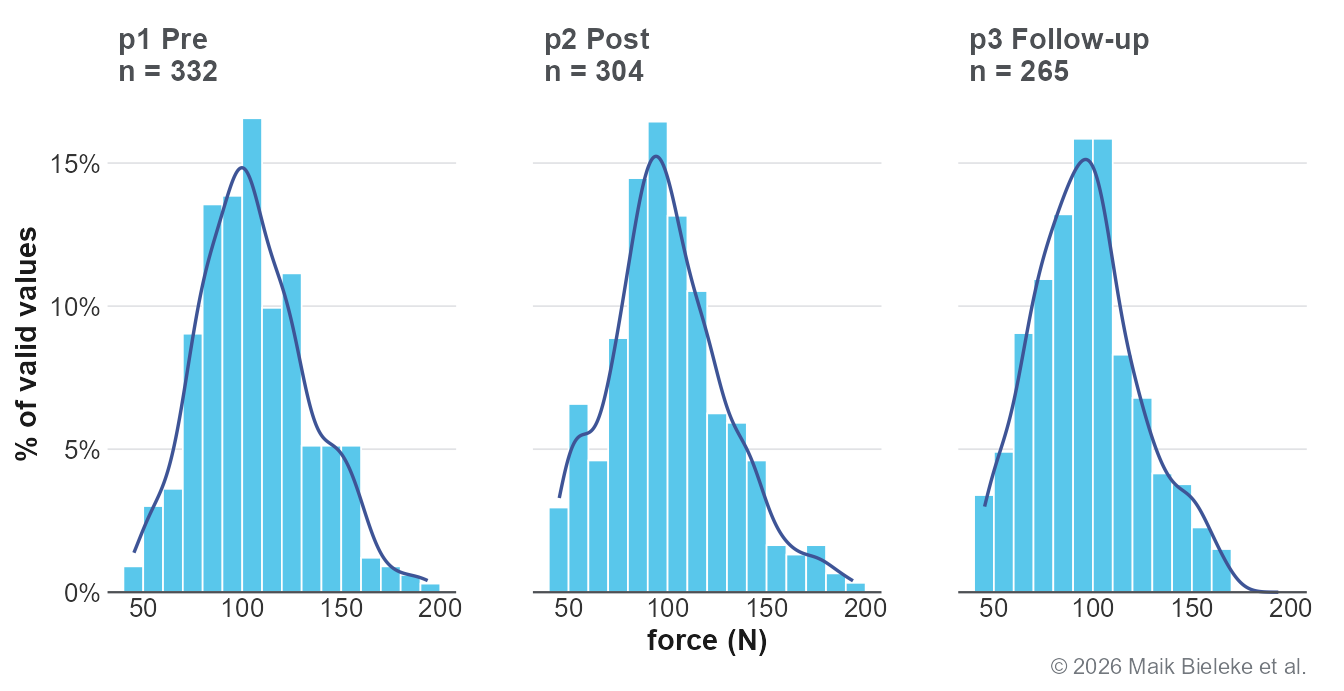 p1 Pre
n = 332
p2 Post
n = 304
p3 Follow-up
n = 265
% of valid values
15%
10%
5%
0%
50 100 150 200
50 100 150 200
50 100 150 200
force (N)
© 2026 Maik Bieleke et al.